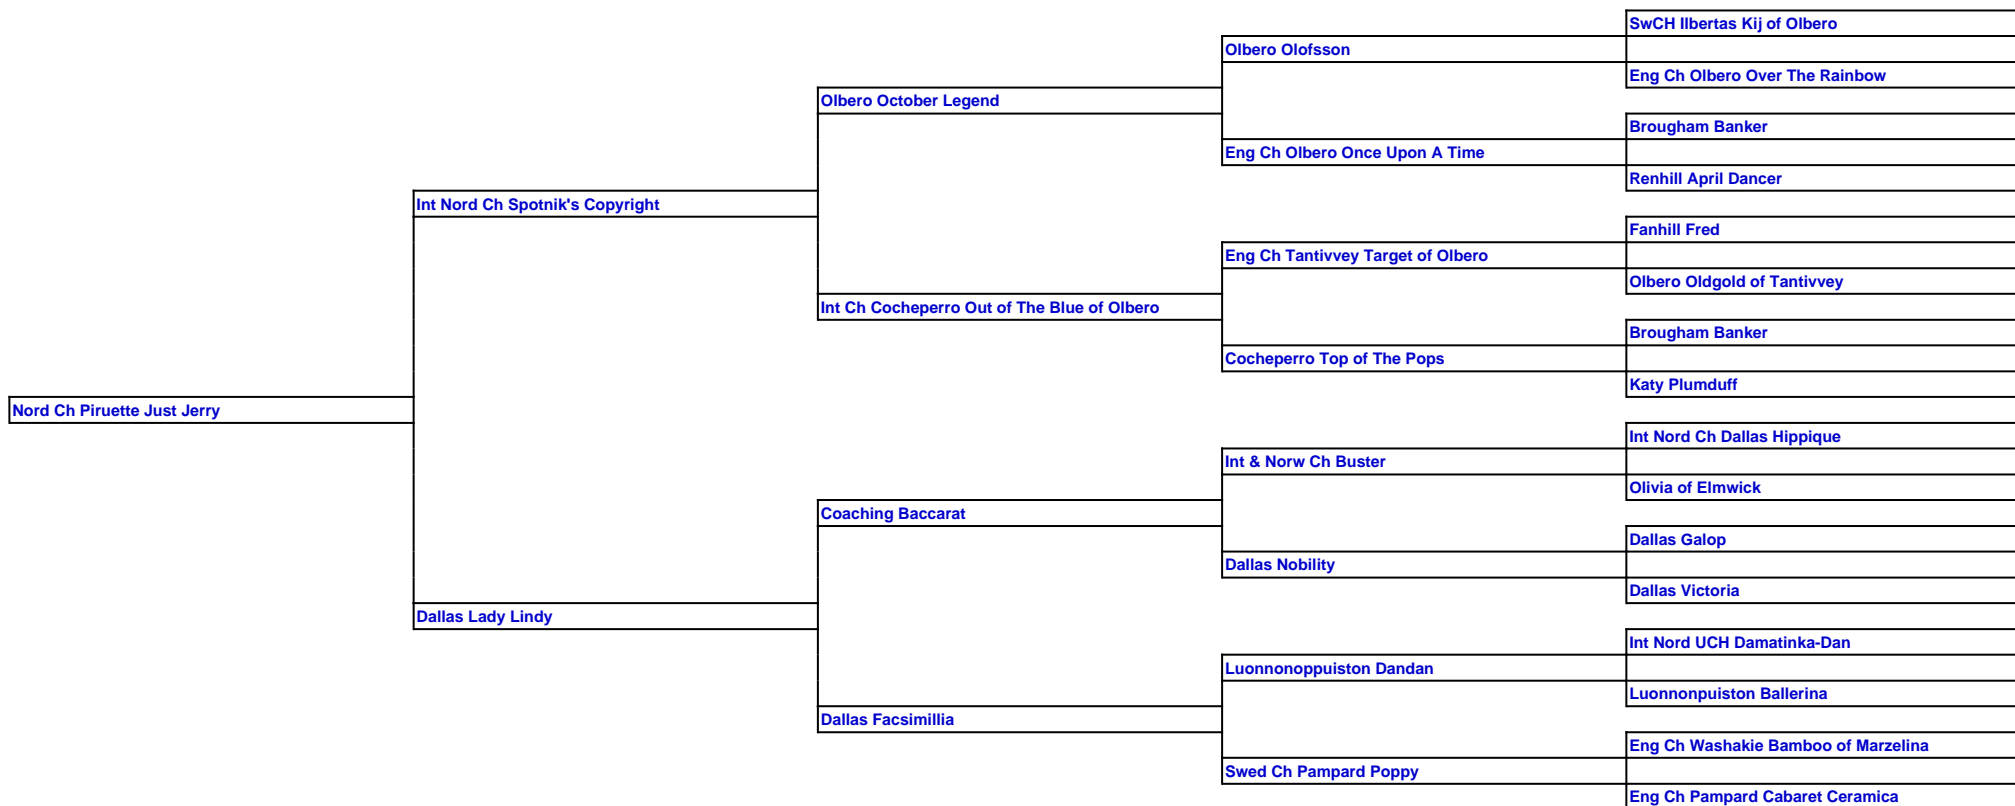 SwCH Ilbertas Kij of Olbero
Olbero Olofsson
Eng Ch Olbero Over The Rainbow
Olbero October Legend
Brougham Banker
Eng Ch Olbero Once Upon A Time
Renhill April Dancer
Int Nord Ch Spotnik's Copyright
Fanhill Fred
Eng Ch Tantivvey Target of Olbero
Olbero Oldgold of Tantivvey
Int Ch Cocheperro Out of The Blue of Olbero
Brougham Banker
Cocheperro Top of The Pops
Katy Plumduff
Nord Ch Piruette Just Jerry
Int Nord Ch Dallas Hippique
Int & Norw Ch Buster
Olivia of Elmwick
Coaching Baccarat
Dallas Galop
Dallas Nobility
Dallas Victoria
Dallas Lady Lindy
Int Nord UCH Damatinka-Dan
Luonnonoppuiston Dandan
Luonnonpuiston Ballerina
Dallas Facsimillia
Eng Ch Washakie Bamboo of Marzelina
Swed Ch Pampard Poppy
Eng Ch Pampard Cabaret Ceramica